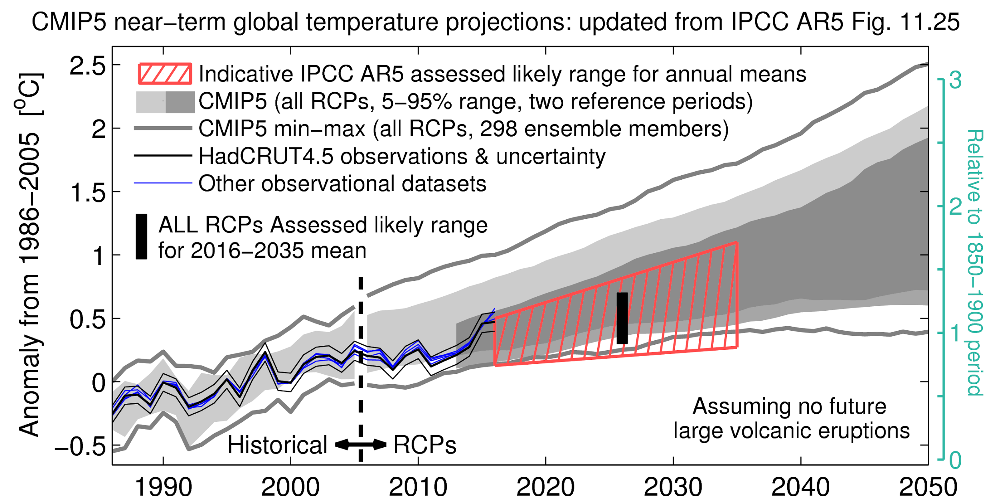 CMIP5 near−term global temperature projections: updated from IPCC AR5 Fig. 11.25
Anomaly from 1986−2005 [ºC]
2.5
2
1.5
1
0.5
0
−0.5
Indicative IPCC AR5 assessed likely range for annual means
CMIP5 (all RCPs, 5−95% range, two reference periods)
CMIP5 min−max (all RCPs, 298 ensemble members)
HadCRUT4.5 observations & uncertainty
Other observational datasets
ALL RCPs Assessed likely range
for 2016−2035 mean
Historical
RCPs
Assuming no future
large volcanic eruptions
3
2
1
0
Relative to 1850−1900 period
1990
2000
2010
2020
2030
2040
2050